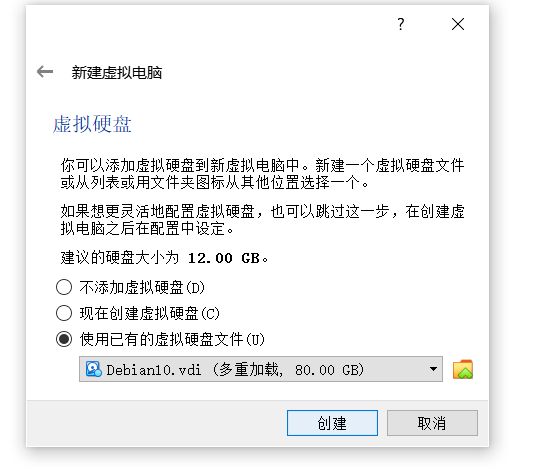 ?
新建虚拟电脑
虚拟硬盘
你可以添加虚拟硬盘到新虚拟电脑中。新建一个虚拟硬盘文件
或从列表或用文件夹图标从其他位置选择一个。
如果想更灵活地配置虚拟硬盘，也可以跳过这一步，在创建虚
拟电脑之后在配置中设定。
建议的硬盘大小为 12.00 GB。
不添加虚拟硬盘(D)
现在创建虚拟硬盘(C)
使用已有的虚拟硬盘文件(U)
Debian10.vdi (多重加载, 80.00 GB)
创建 取消